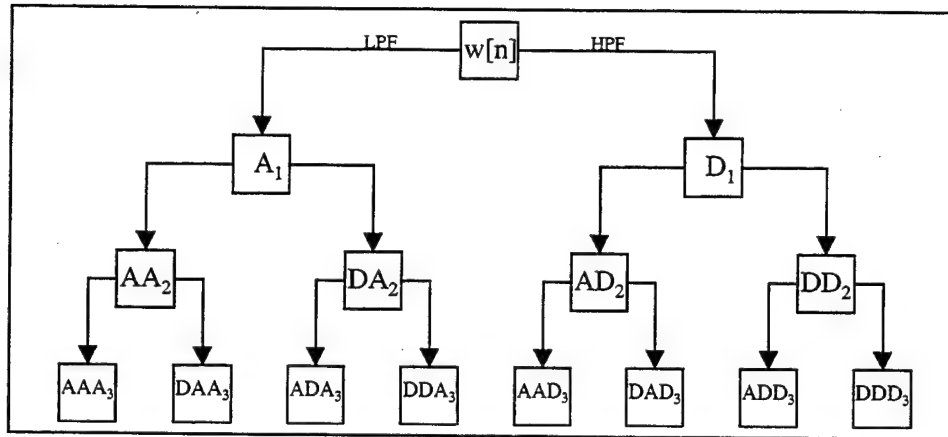 LPF w[n] HPF
A₁ D₁
AA₂ DA₂ AD₂ DD₂
AAA₃ DAA₃ ADA₃ DDA₃ AAD₃ DAD₃ ADD₃ DDD₃